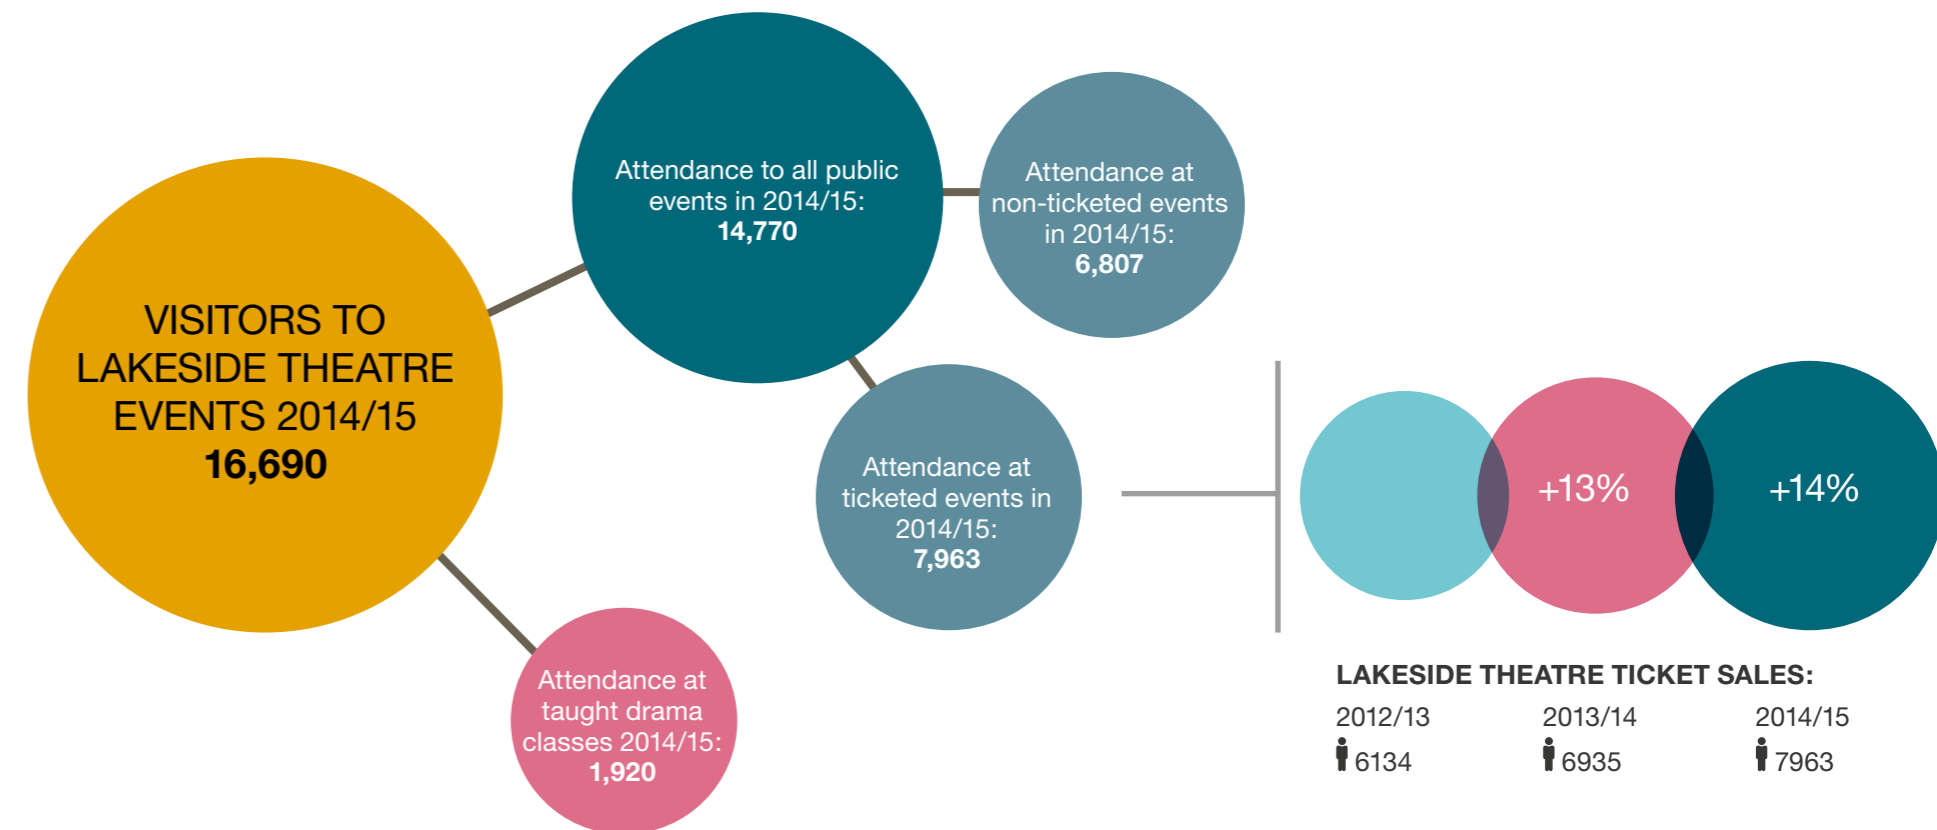 VISITORS TO
LAKESIDE THEATRE
EVENTS 2014/15
16,690
Attendance to all public
events in 2014/15:
14,770
Attendance at
non-ticketed events
in 2014/15:
6,807
Attendance at
ticketed events in
2014/15:
7,963
Attendance at
taught drama
classes 2014/15:
1,920
+13%
+14%
LAKESIDE THEATRE TICKET SALES:
2012/13 2013/14 2014/15
6134 6935 7963